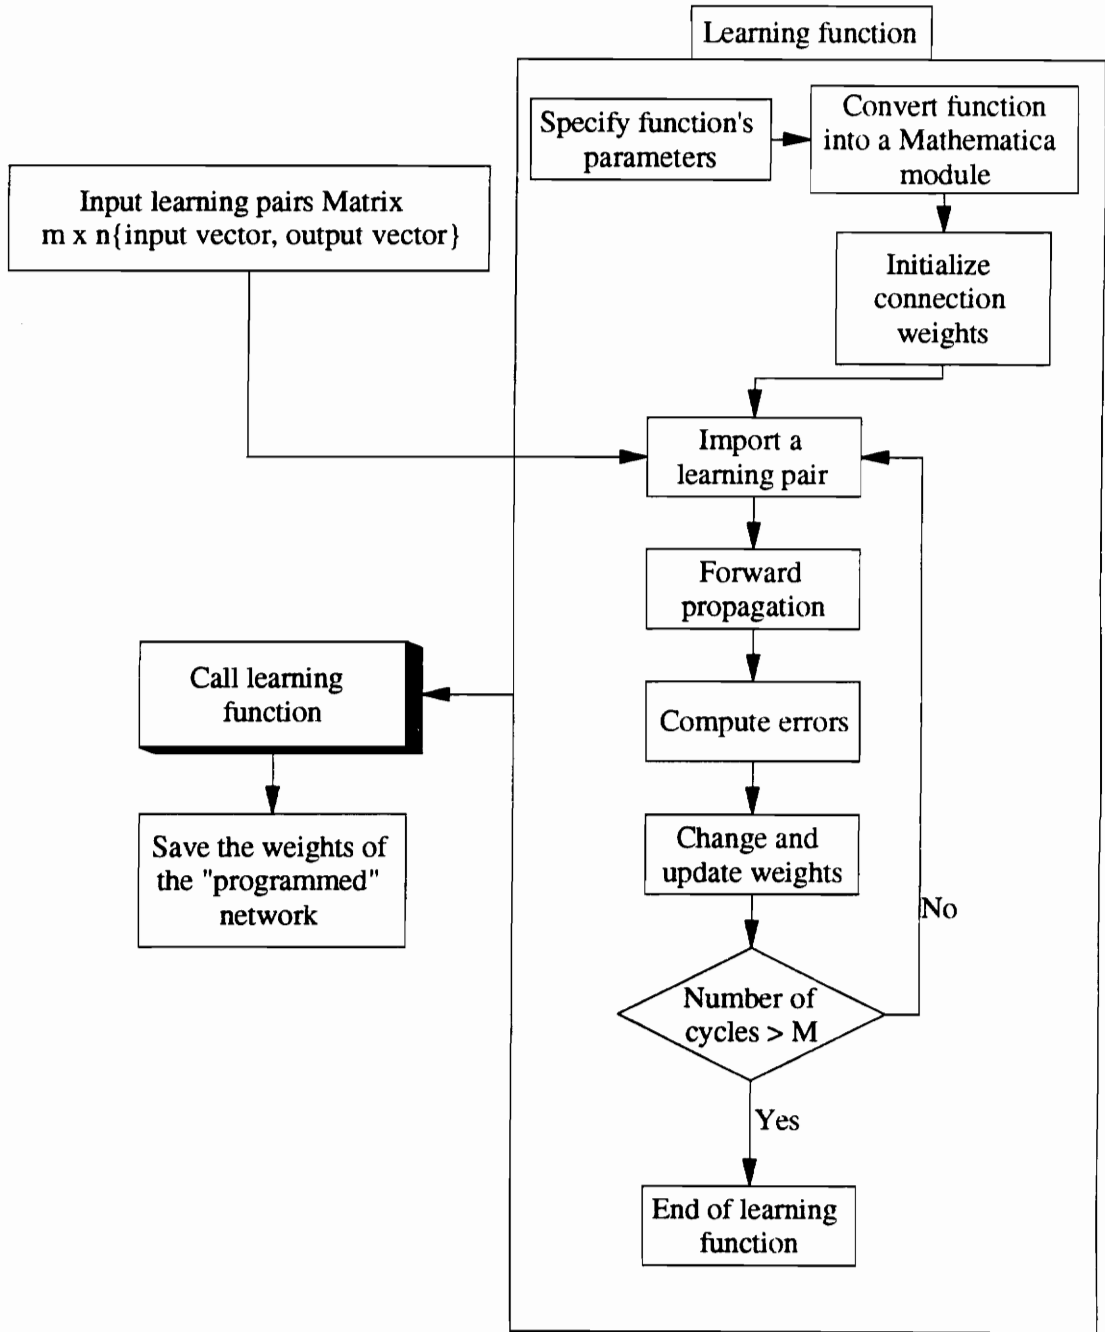 Learning function
Specify function's
parameters
Convert function
into a Mathematica
module
Input learning pairs Matrix
m x n{input vector, output vector}
Initialize
connection
weights
Import a
learning pair
Forward
propagation
Call learning
function
Compute errors
Save the weights of
the "programmed"
network
Change and
update weights
No
Number of
cycles > M
Yes
End of learning
function